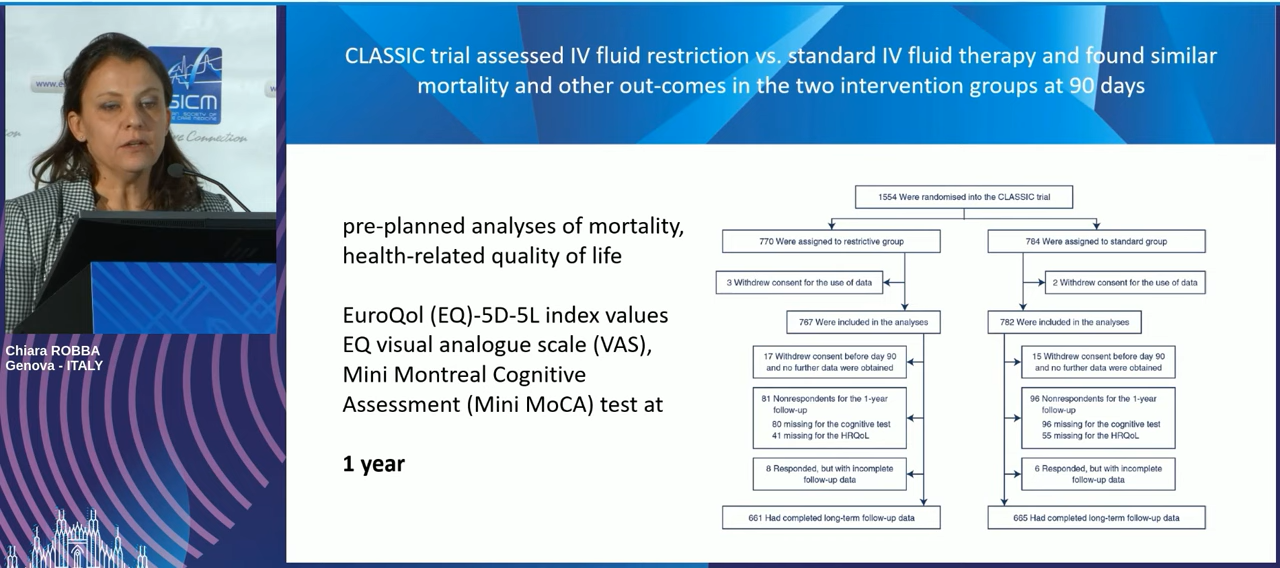 www.e
SICM
Connection
Chiara ROBBA
Genova - ITALY
CLASSIC trial assessed IV fluid restriction vs. standard IV fluid therapy and found similar
mortality and other out-comes in the two intervention groups at 90 days
pre-planned analyses of mortality,
health-related quality of life
EuroQol (EQ)-5D-5L index values
EQ visual analogue scale (VAS),
Mini Montreal Cognitive
Assessment (Mini MoCA) test at
1 year
1554 Were randomised into the CLASSIC trial
770 Were assigned to restrictive group
784 Were assigned to standard group
3 Withdrew consent for the use of data
2 Withdrew consent for the use of data
767 Were included in the analyses
782 Were included in the analyses
17 Withdrew consent before day 90
and no further data were obtained
15 Withdrew consent before day 90
and no further data were obtained
81 Nonrespondents for the 1-year
follow-up
80 missing for the cognitive test
41 missing for the HRQoL
96 Nonrespondents for the 1-year
follow-up
96 missing for the cognitive test
55 missing for the HRQoL
8 Responded, but with incomplete
follow-up data
6 Responded, but with incomplete
follow-up data
661 Had completed long-term follow-up data
665 Had completed long-term follow-up data